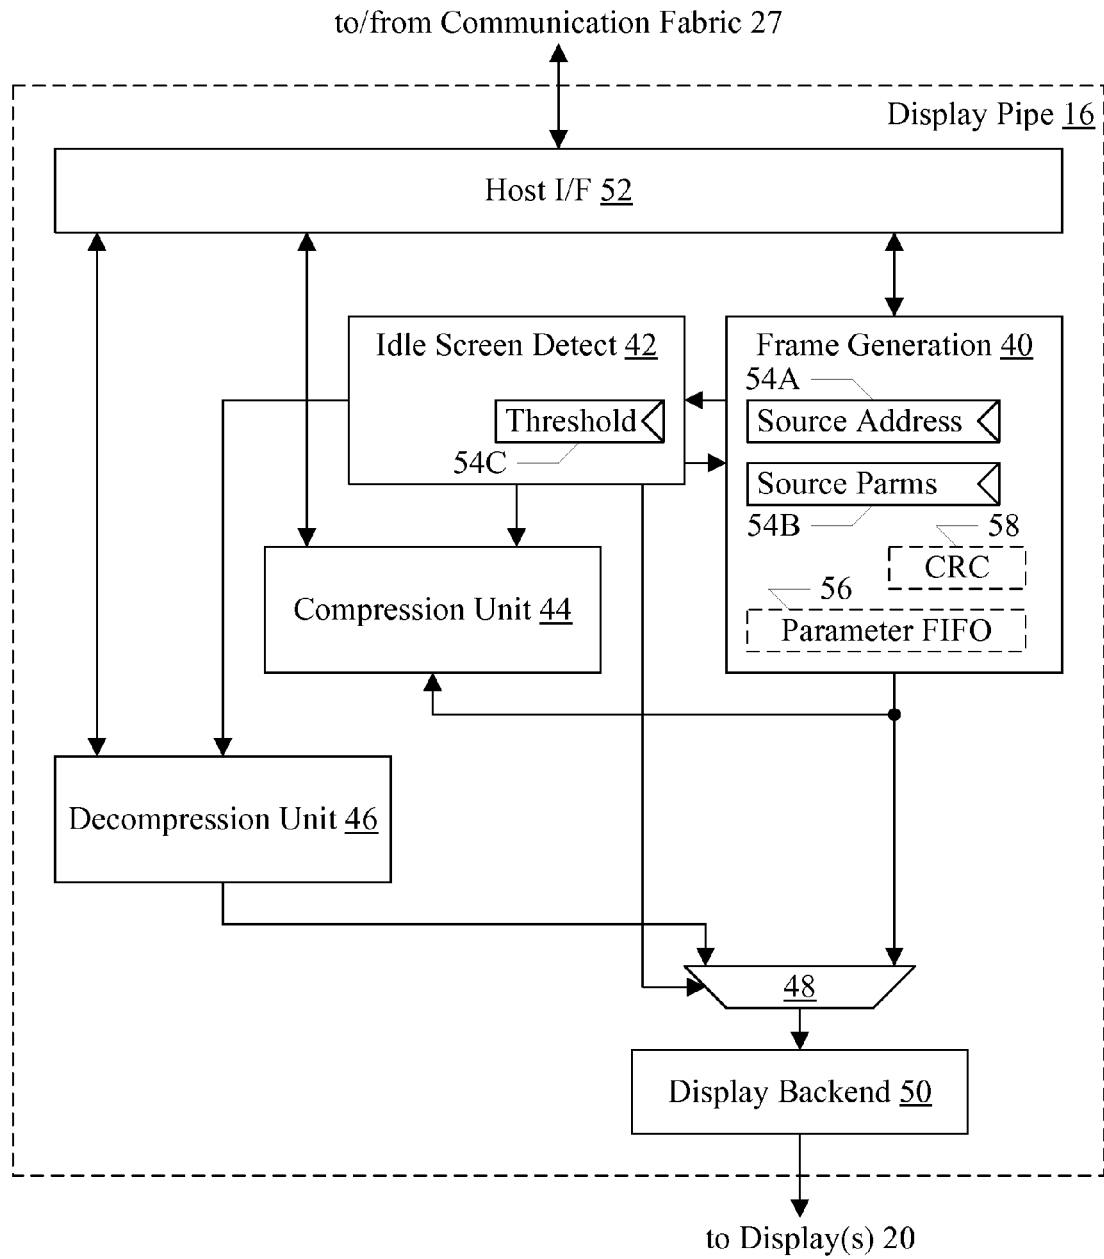 to/from Communication Fabric 27
Display Pipe 16
Host I/F 52
Idle Screen Detect 42
Frame Generation 40
54A
Threshold
Source Address
54C
Source Parms
54B
58
CRC
56
Parameter FIFO
Compression Unit 44
Decompression Unit 46
48
Display Backend 50
to Display(s) 20